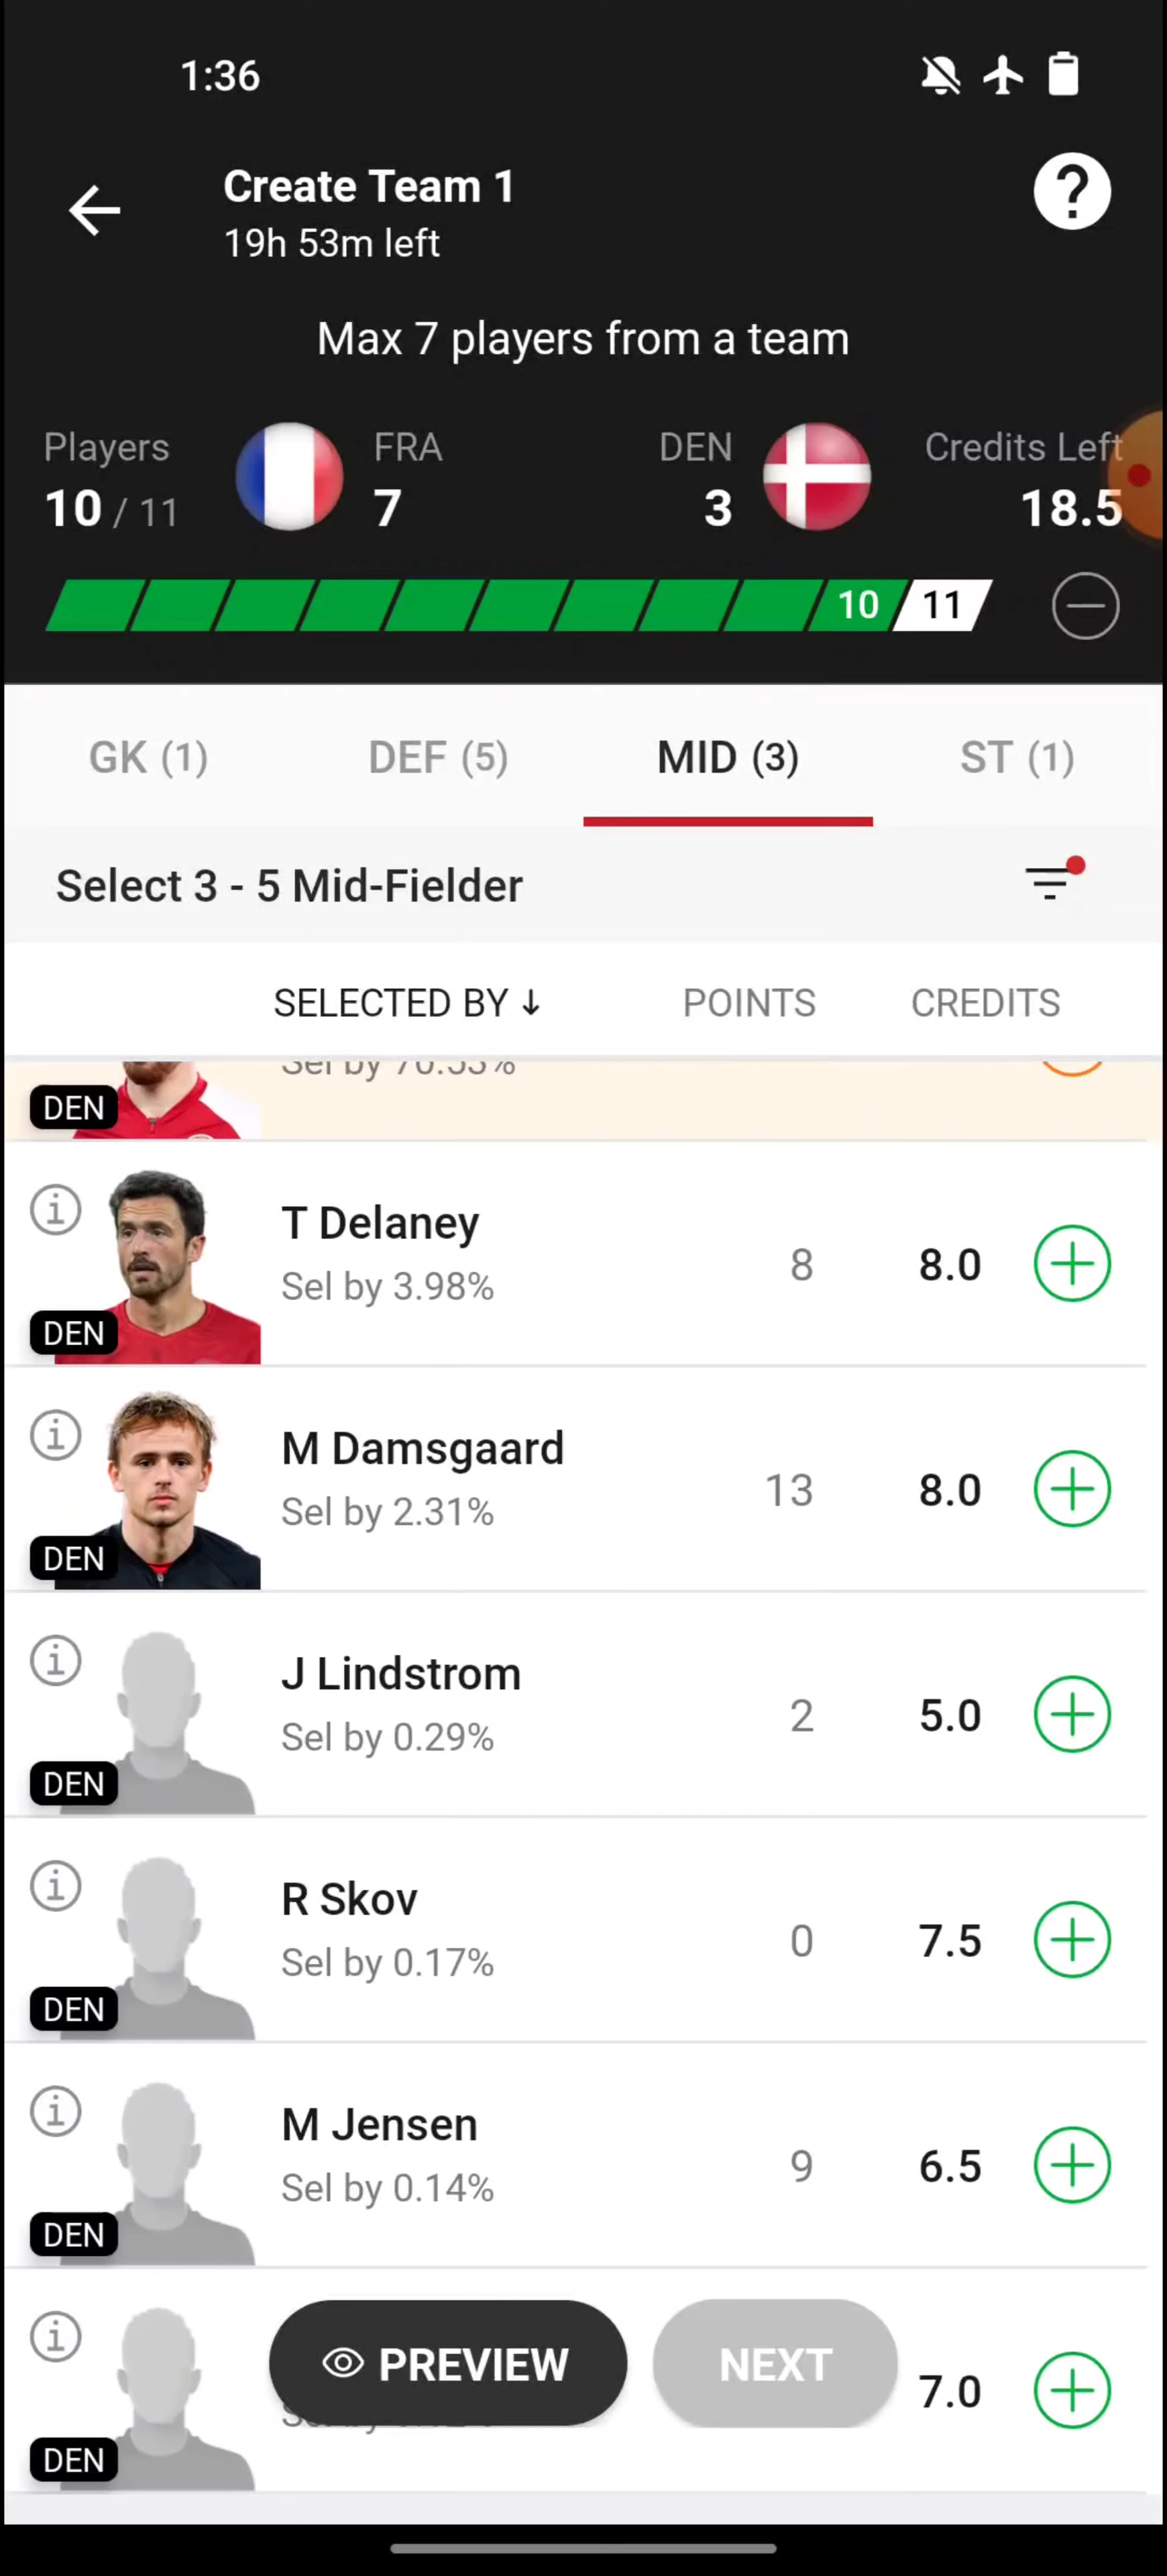 1:36
Create Team 1
19h 53m left
Max 7 players from a team
Players FRA DEN Credits Left
10 / 11 7 3 18.5
10 11
GK (1) DEF (5) MID (3) ST (1)
Select 3 - 5 Mid-Fielder
SELECTED BY ↓ POINTS CREDITS
Sel by
DEN
T Delaney
Sel by 3.98% 8 8.0
DEN
M Damsgaard
Sel by 2.31% 13 8.0
DEN
J Lindstrom
Sel by 0.29% 2 5.0
DEN
R Skov
Sel by 0.17% 0 7.5
DEN
M Jensen
Sel by 0.14% 9 6.5
DEN
PREVIEW NEXT 7.0
DEN